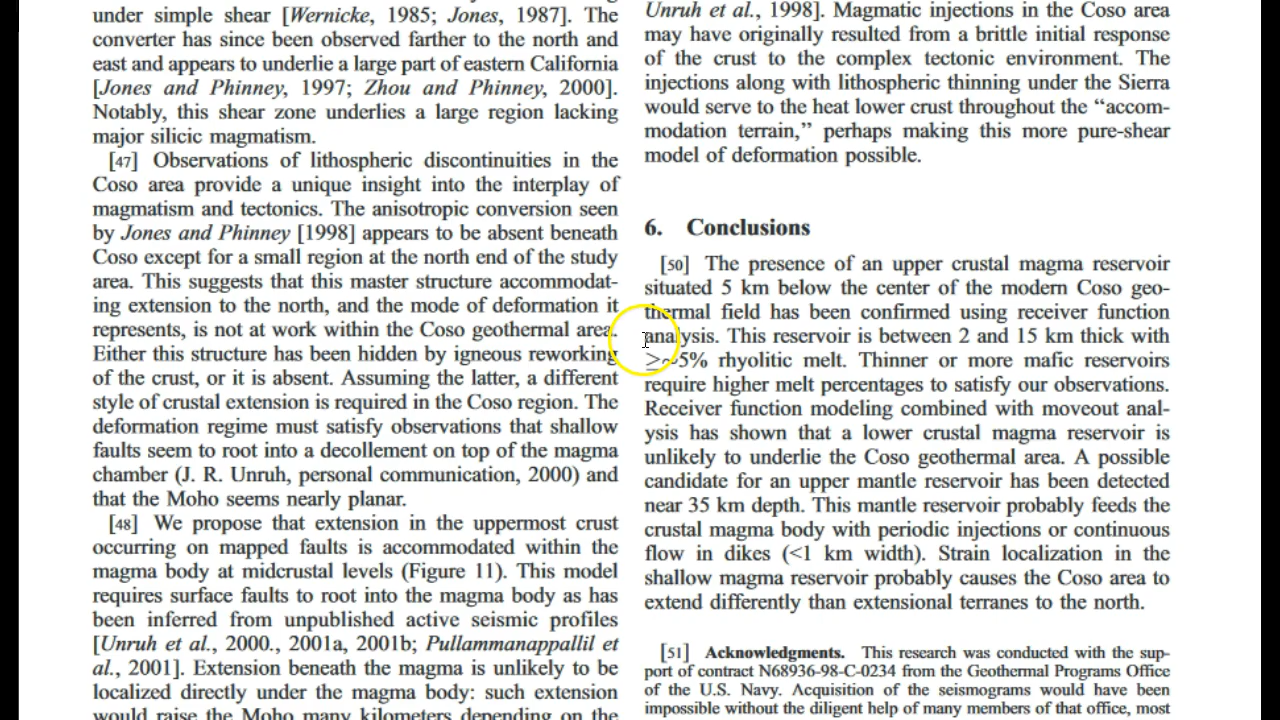 under simple shear [Wernicke, 1985; Jones, 1987]. The
converter has since been observed farther to the north and
east and appears to underlie a large part of eastern California
[Jones and Phinney, 1997; Zhou and Phinney, 2000].
Notably, this shear zone underlies a large region lacking
major silicic magmatism.
[47] Observations of lithospheric discontinuities in the
Coso area provide a unique insight into the interplay of
magmatism and tectonics. The anisotropic conversion seen
by Jones and Phinney [1998] appears to be absent beneath
Coso except for a small region at the north end of the study
area. This suggests that this master structure accommodat-
ing extension to the north, and the mode of deformation it
represents, is not at work within the Coso geothermal area.
Either this structure has been hidden by igneous reworking
of the crust, or it is absent. Assuming the latter, a different
style of crustal extension is required in the Coso region. The
deformation regime must satisfy observations that shallow
faults seem to root into a decollement on top of the magma
chamber (J. R. Unruh, personal communication, 2000) and
that the Moho seems nearly planar.
[48] We propose that extension in the uppermost crust
occurring on mapped faults is accommodated within the
magma body at midcrustal levels (Figure 11). This model
requires surface faults to root into the magma body as has
been inferred from unpublished active seismic profiles
[Unruh et al., 2000., 2001a, 2001b; Pullammanappallil et
al., 2001]. Extension beneath the magma is unlikely to be
localized directly under the magma body: such extension
would raise the Moho many kilometers depending on the
Unruh et al., 1998]. Magmatic injections in the Coso area
may have originally resulted from a brittle initial response
of the crust to the complex tectonic environment. The
injections along with lithospheric thinning under the Sierra
would serve to the heat lower crust throughout the “accom-
modation terrain,” perhaps making this more pure-shear
model of deformation possible.
6. Conclusions
[50] The presence of an upper crustal magma reservoir
situated 5 km below the center of the modern Coso geo-
thermal field has been confirmed using receiver function
analysis. This reservoir is between 2 and 15 km thick with
≥~5% rhyolitic melt. Thinner or more mafic reservoirs
require higher melt percentages to satisfy our observations.
Receiver function modeling combined with moveout anal-
ysis has shown that a lower crustal magma reservoir is
unlikely to underlie the Coso geothermal area. A possible
candidate for an upper mantle reservoir has been detected
near 35 km depth. This mantle reservoir probably feeds the
crustal magma body with periodic injections or continuous
flow in dikes (<1 km width). Strain localization in the
shallow magma reservoir probably causes the Coso area to
extend differently than extensional terranes to the north.
[51] Acknowledgments. This research was conducted with the sup-
port of contract N68936-98-C-0234 from the Geothermal Programs Office
of the U.S. Navy. Acquisition of the seismograms would have been
impossible without the diligent help of many members of that office, most